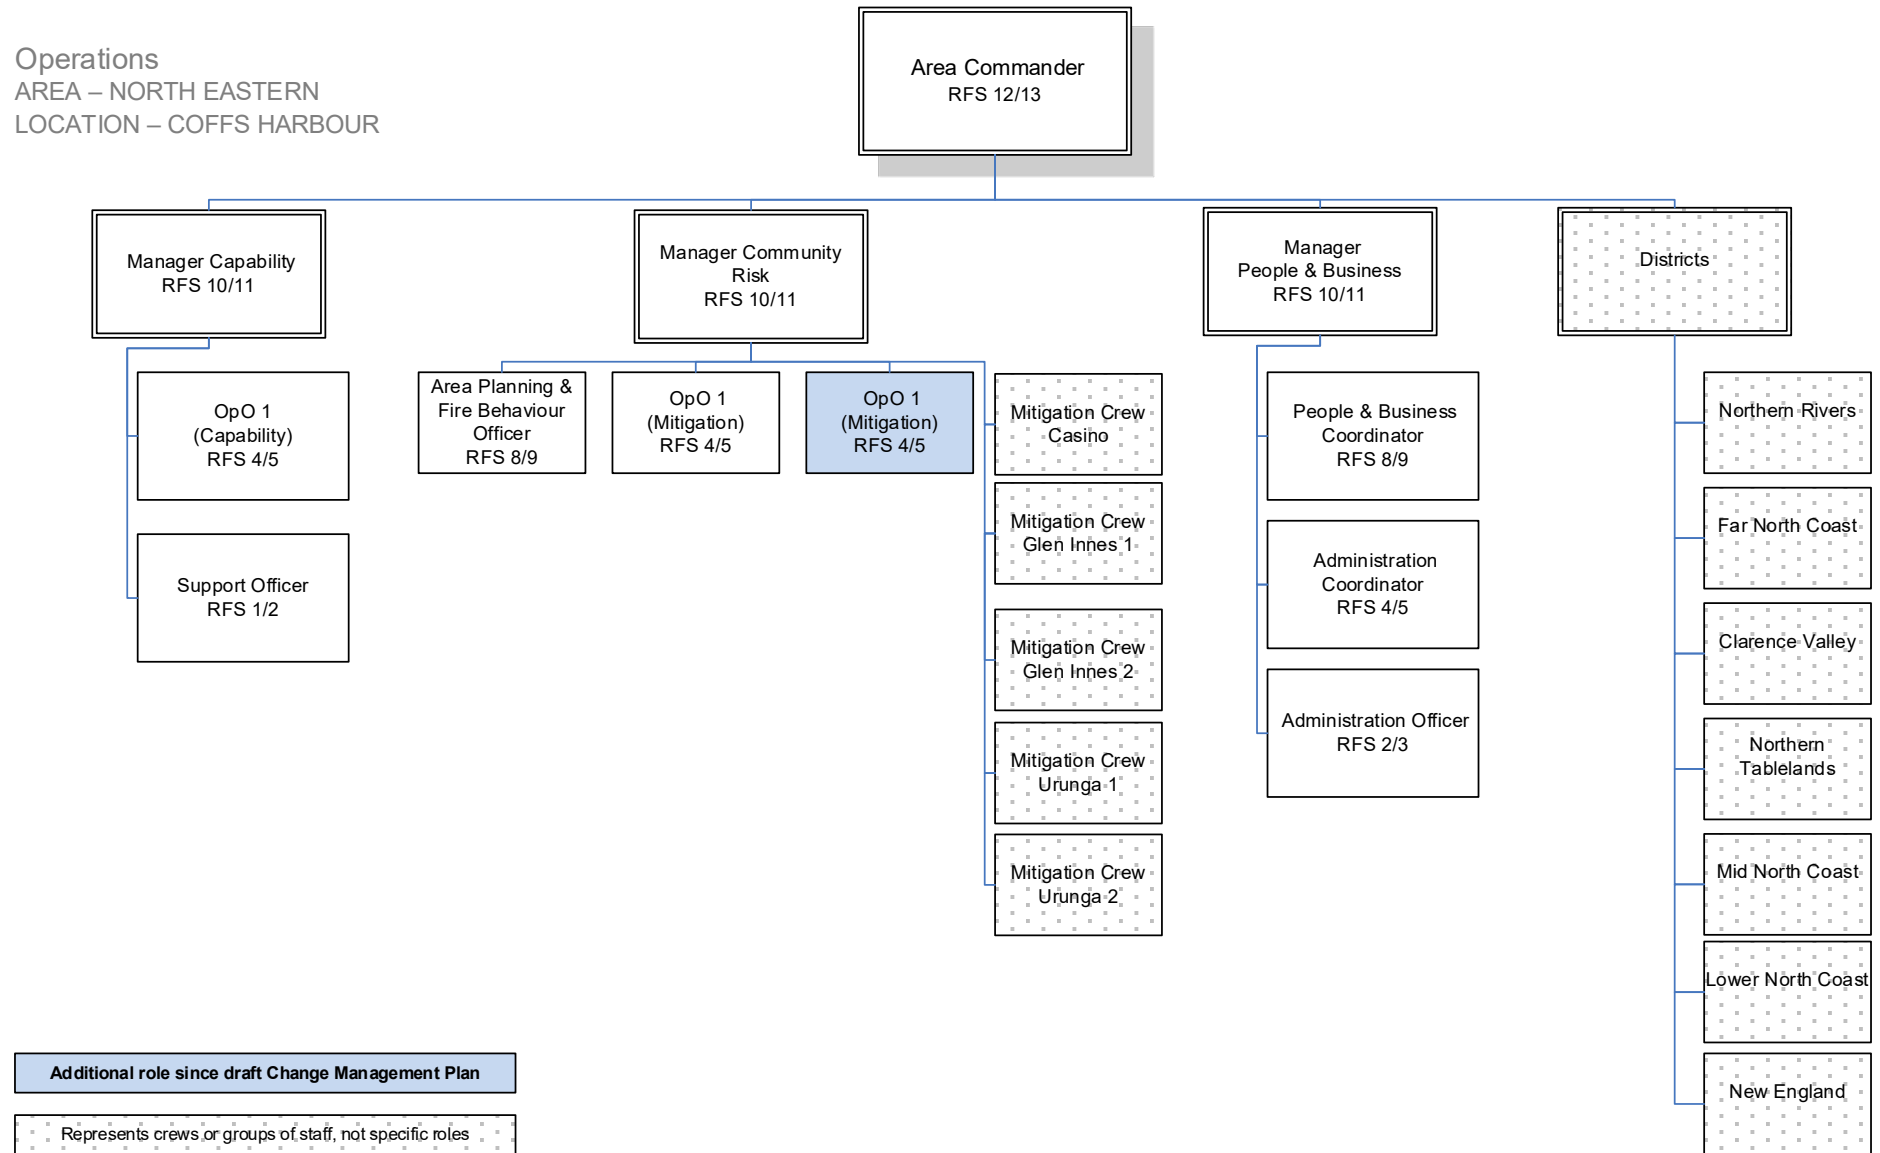 Operations
AREA – NORTH EASTERN
LOCATION – COFFS HARBOUR
Area Commander
RFS 12/13
Manager Capability
RFS 10/11
Manager Community
Risk
RFS 10/11
Manager
People & Business
RFS 10/11
Districts
OpO 1
(Capability)
RFS 4/5
Support Officer
RFS 1/2
Area Planning &
Fire Behaviour
Officer
RFS 8/9
OpO 1
(Mitigation)
RFS 4/5
OpO 1
(Mitigation)
RFS 4/5
Mitigation Crew
Casino
Mitigation Crew
Glen Innes 1
Mitigation Crew
Glen Innes 2
Mitigation Crew
Urunga 1
Mitigation Crew
Urunga 2
People & Business
Coordinator
RFS 8/9
Administration
Coordinator
RFS 4/5
Administration Officer
RFS 2/3
Northern Rivers
Far North Coast
Clarence Valley
Northern
Tablelands
Mid North Coast
Lower North Coast
New England
Additional role since draft Change Management Plan
Represents crews or groups of staff, not specific roles